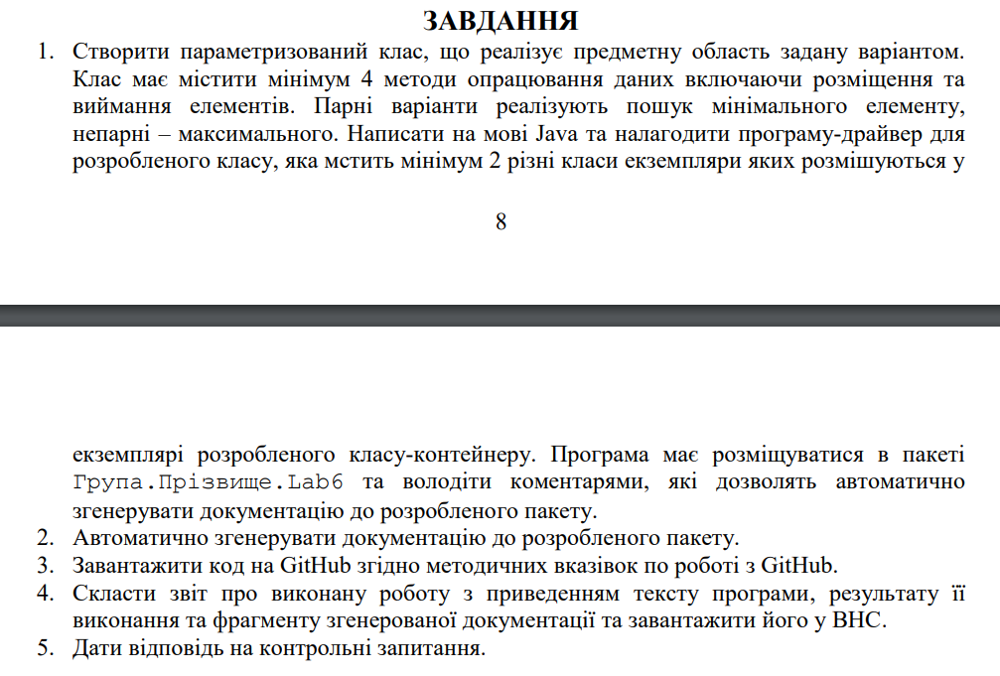 ЗАВДАННЯ
1. Створити параметризований клас, що реалізує предметну область задану варіантом.
Клас має містити мінімум 4 методи опрацювання даних включаючи розміщення та
виймання елементів. Парні варіанти реалізують пошук мінімального елементу,
непарні – максимального. Написати на мові Java та налагодити програму-драйвер для
розробленого класу, яка мстить мінімум 2 різні класи екземпляри яких розмішуються у
8
екземплярі розробленого класу-контейнеру. Програма має розміщуватися в пакеті
Група.Прізвище.Lab6 та володіти коментарями, які дозволять автоматично
згенерувати документацію до розробленого пакету.
2. Автоматично згенерувати документацію до розробленого пакету.
3. Завантажити код на GitHub згідно методичних вказівок по роботі з GitHub.
4. Скласти звіт про виконану роботу з приведенням тексту програми, результату її
виконання та фрагменту згенерованої документації та завантажити його у ВНС.
5. Дати відповідь на контрольні запитання.